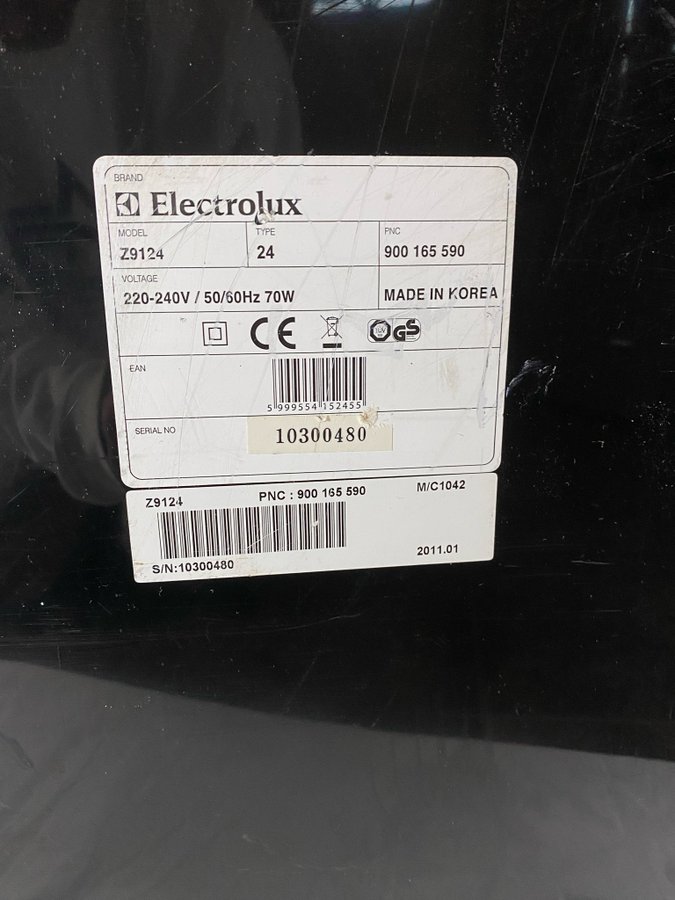 BRAND
Electrolux
MODEL TYPE PNC
Z9124 24 900 165 590
VOLTAGE
220-240V / 50/60Hz 70W MADE IN KOREA
CE TÜV GS
EAN
5 999554 152455
SERIAL NO 10300480
Z9124 PNC : 900 165 590 M/C1042
S/N:10300480 2011.01